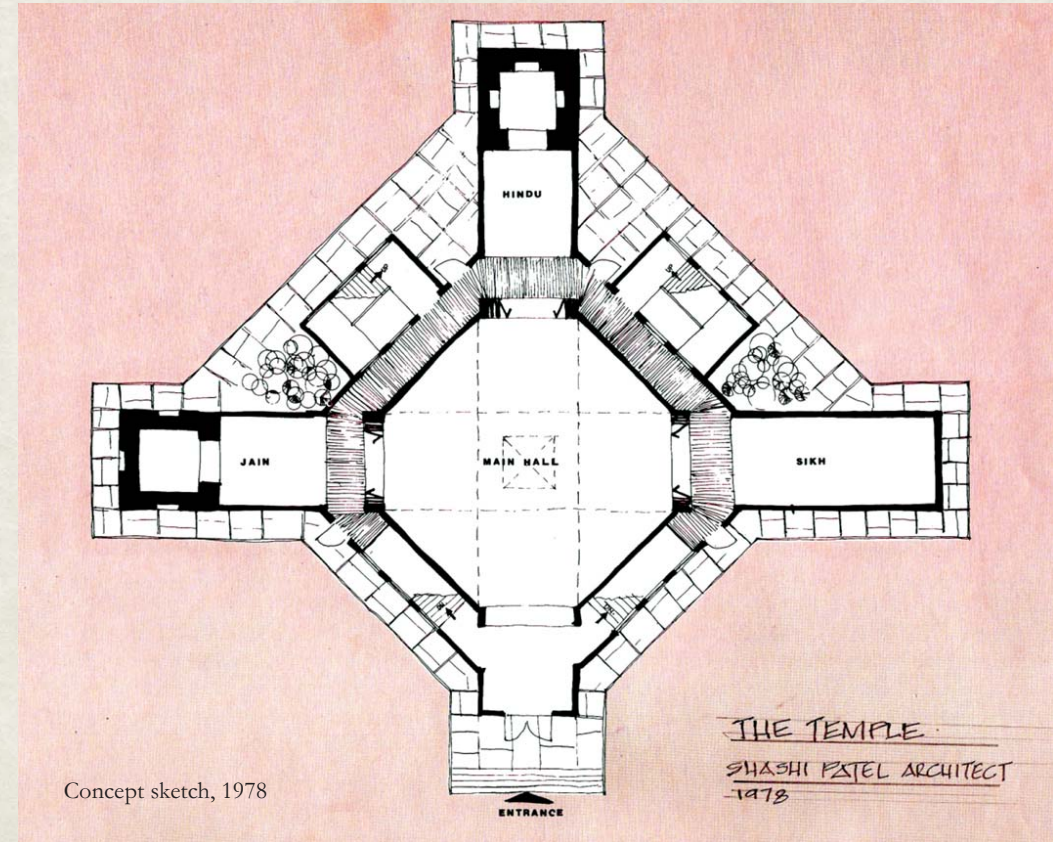 HINDU
JAIN
MAIN HALL
SIKH
THE TEMPLE
SHASHI PATEL ARCHITECT
1978
Concept sketch, 1978
ENTRANCE